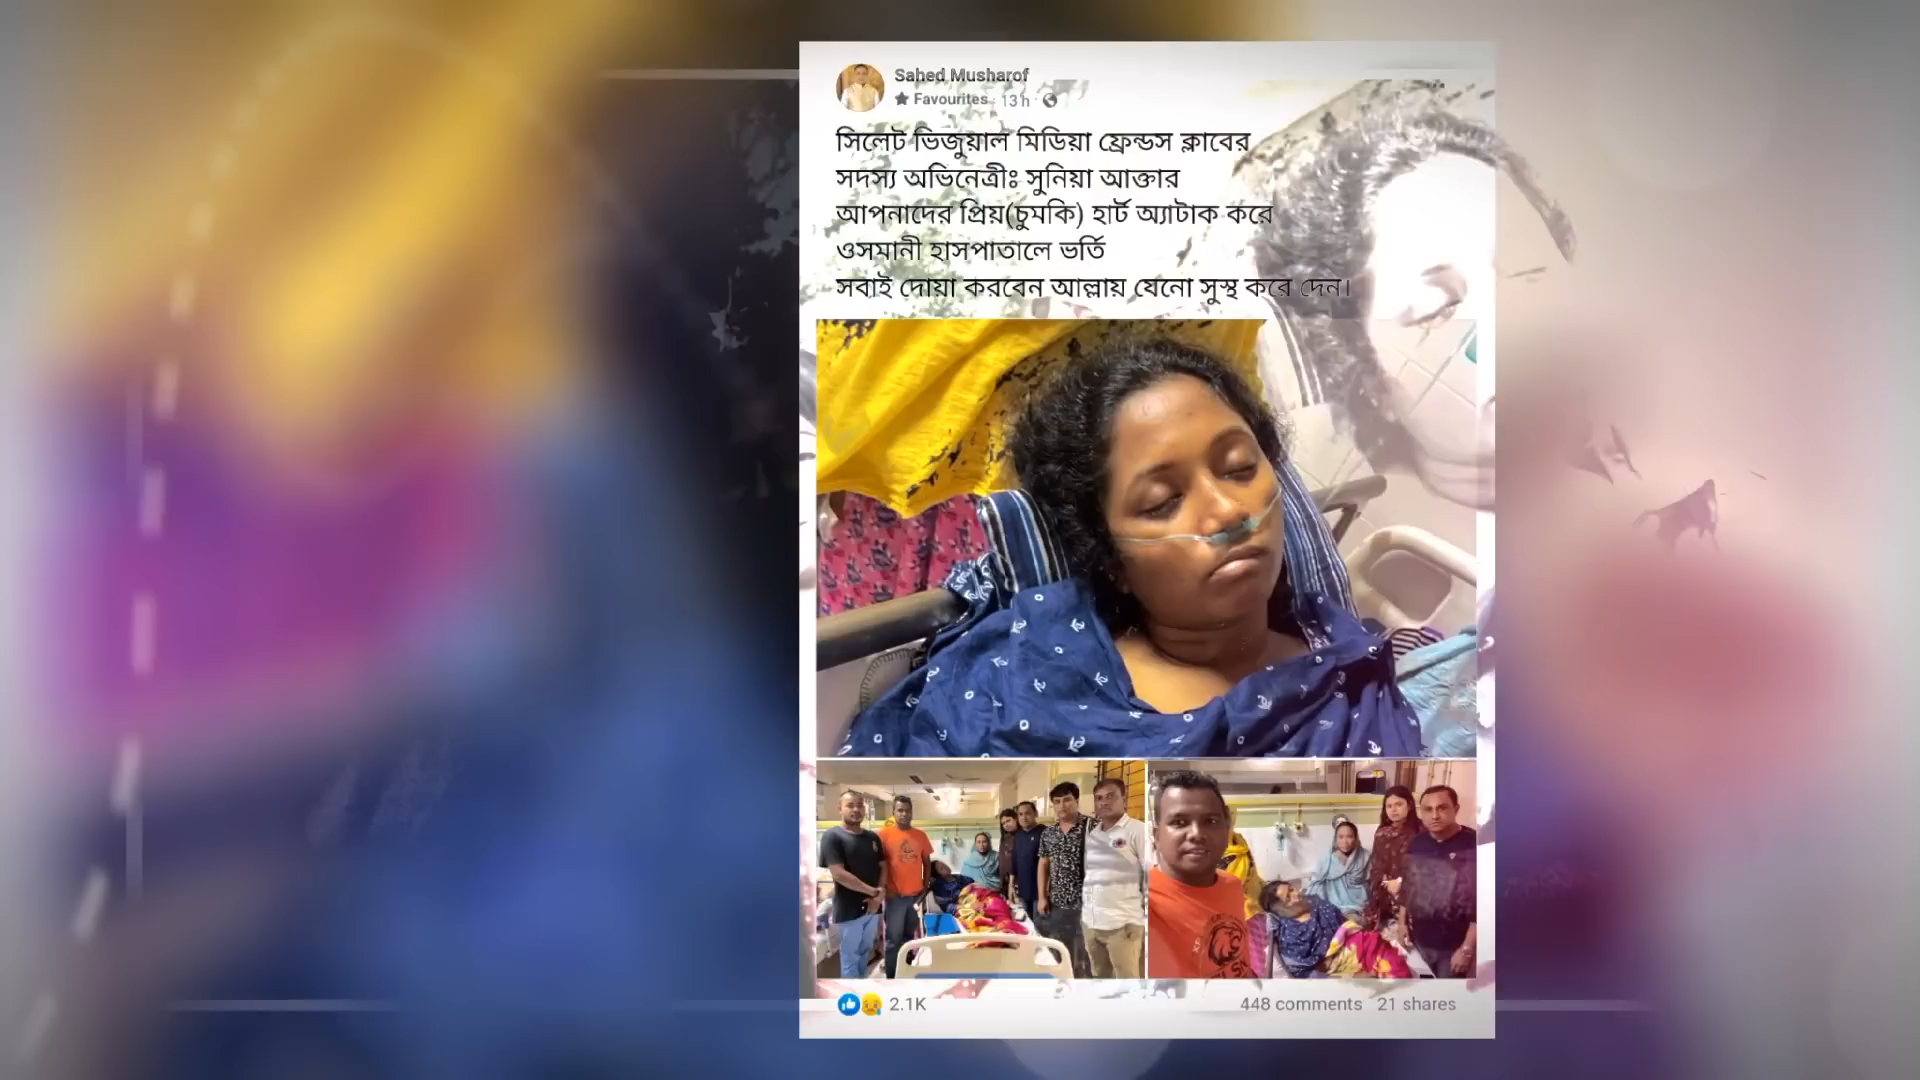 Sahed Musharof
Favourites · 13 h ·
সিলেট ভিজুয়াল মিডিয়া ফ্রেন্ডস ক্লাবের
সদস্য অভিনেত্রীঃ সুনিয়া আক্তার
আপনাদের প্রিয়(চুমকি) হার্ট অ্যাটাক করে
ওসমানী হাসপাতালে ভর্তি
সবাই দোয়া করবেন আল্লায় যেনো সুস্থ করে দেন।
2.1K
448 comments 21 shares